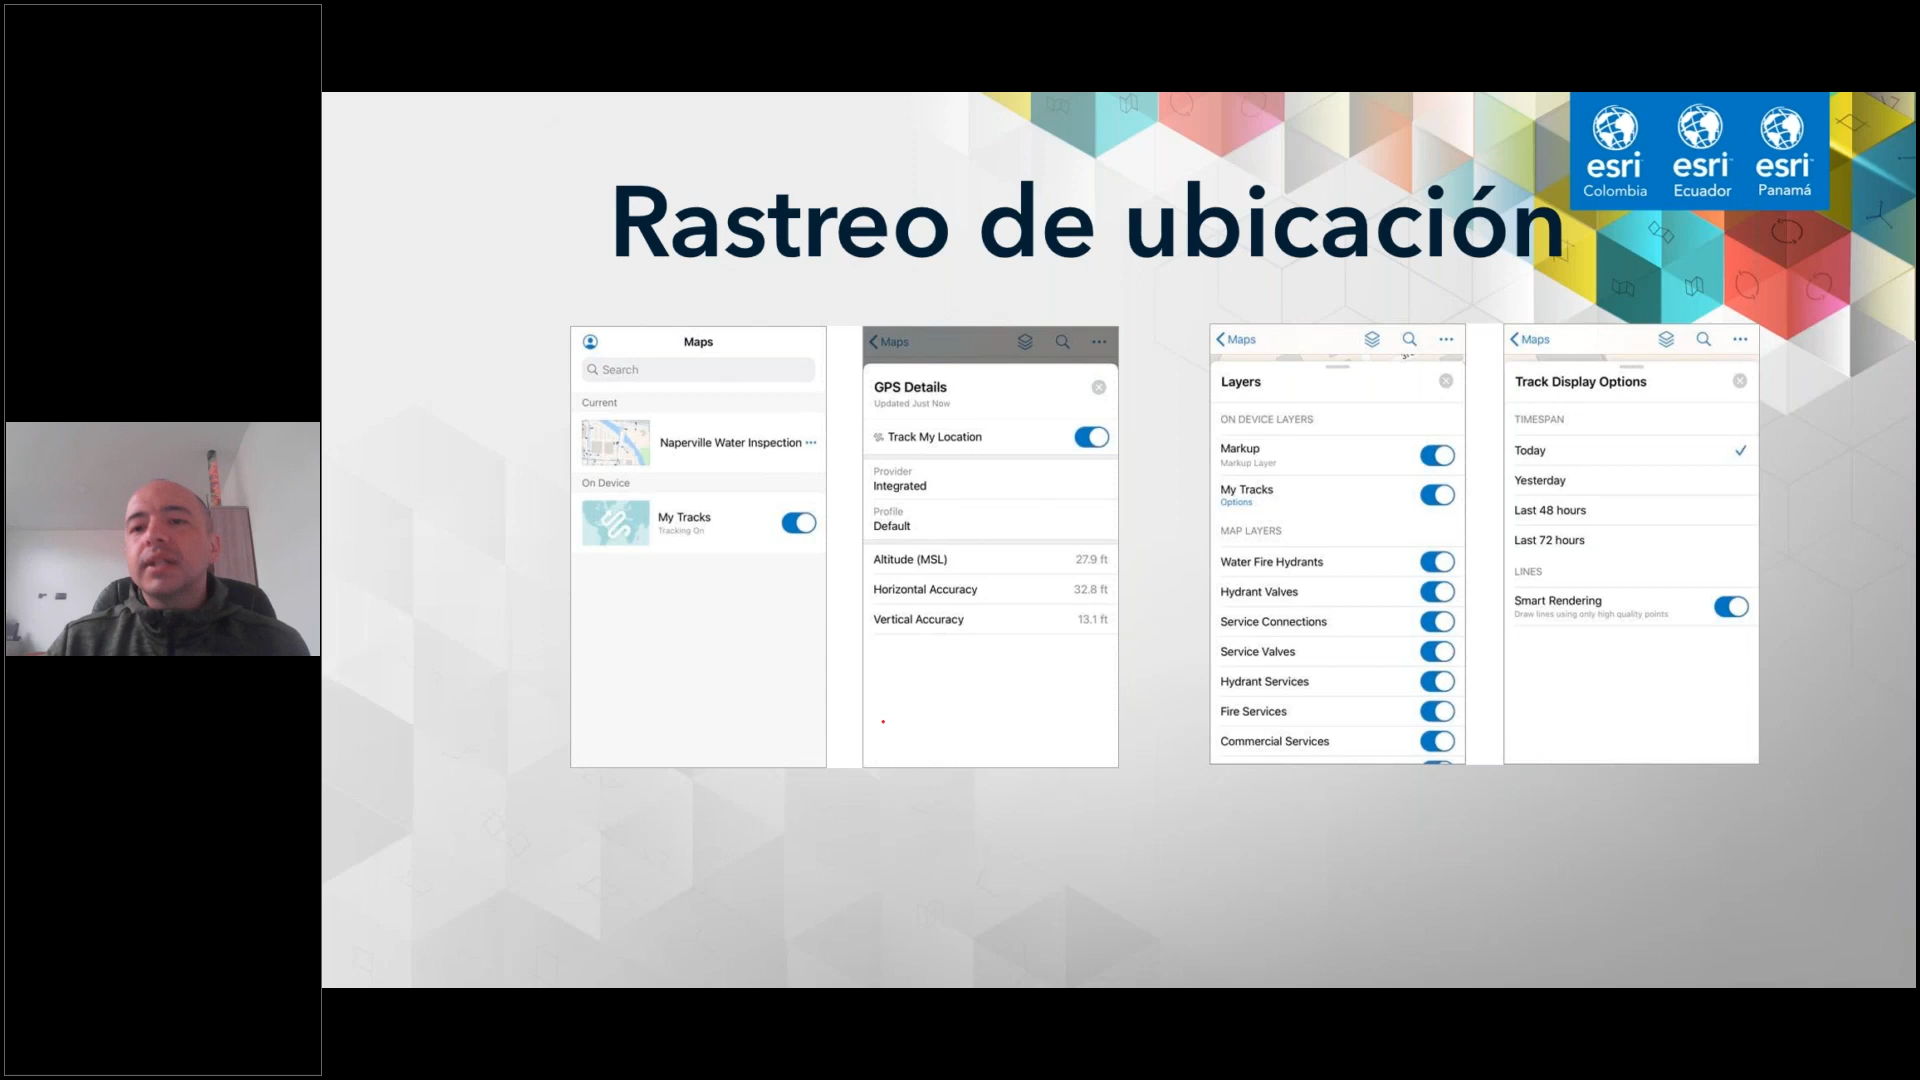 esri
Colombia
esri
Ecuador
esri
Panamá
Rastreo de ubicación
Maps
Search
Current
Naperville Water Inspection
On Device
My Tracks
Tracking On
Maps
GPS Details
Updated Just Now
Track My Location
Provider
Integrated
Profile
Default
Altitude (MSL) 27.9 ft
Horizontal Accuracy 32.8 ft
Vertical Accuracy 13.1 ft
Maps
Layers
ON DEVICE LAYERS
Markup
Markup Layer
My Tracks
Options
MAP LAYERS
Water Fire Hydrants
Hydrant Valves
Service Connections
Service Valves
Hydrant Services
Fire Services
Commercial Services
Maps
Track Display Options
TIMESPAN
Today
Yesterday
Last 48 hours
Last 72 hours
LINES
Smart Rendering
Draw lines using only high quality points